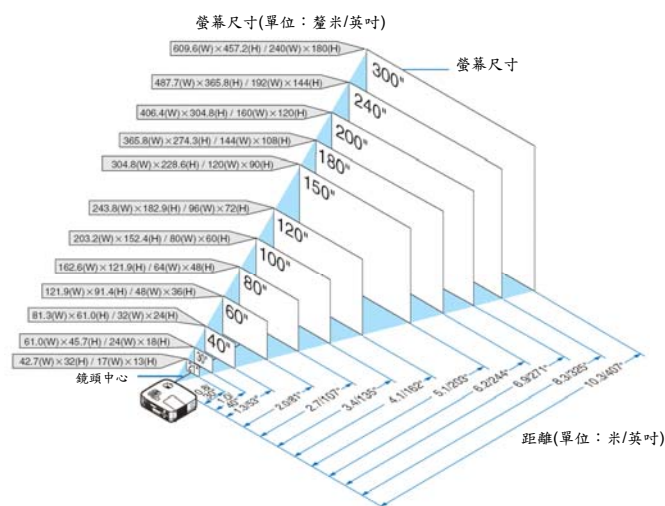 螢幕尺寸(單位：釐米/英吋)
609.6(W)×457.2(H) / 240(W)×180(H)
300"
螢幕尺寸
487.7(W)×365.8(H) / 192(W)×144(H)
240"
406.4(W)×304.8(H) / 160(W)×120(H)
200"
365.8(W)×274.3(H) / 144(W)×108(H)
180"
304.8(W)×228.6(H) / 120(W)×90(H)
150"
243.8(W)×182.9(H) / 96(W)×72(H)
120"
203.2(W)×152.4(H) / 80(W)×60(H)
100"
162.6(W)×121.9(H) / 64(W)×48(H)
80"
121.9(W)×91.4(H) / 48(W)×36(H)
60"
81.3(W)×61.0(H) / 32(W)×24(H)
40"
61.0(W)×45.7(H) / 24(W)×18(H)
30"
42.7(W)×32(H) / 17(W)×13(H)
21"
鏡頭中心
1.3/53"
2.0/81"
2.7/107"
3.4/135"
4.1/162"
5.1/203"
6.2/244"
6.9/271"
8.3/325"
10.3/407"
距離(單位：米/英吋)